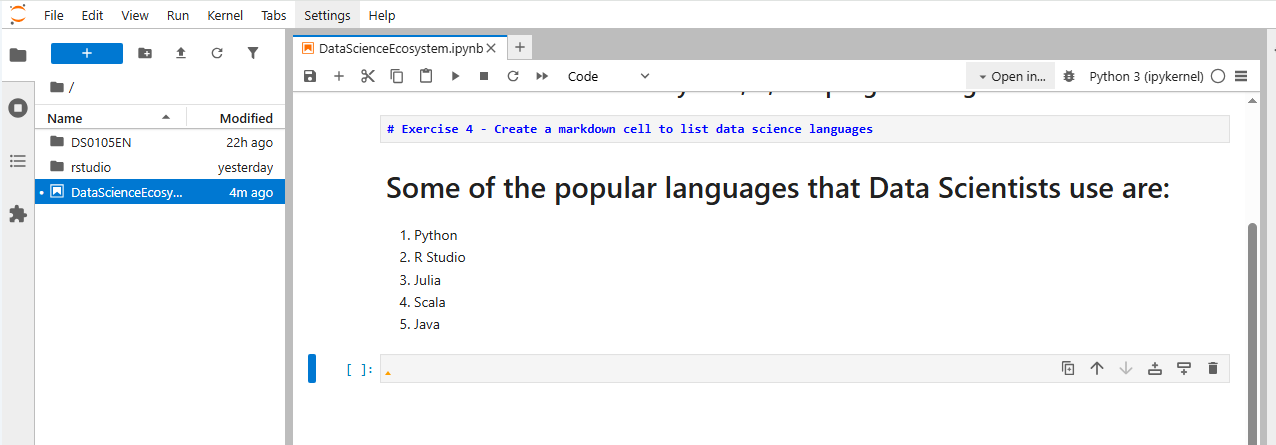 File Edit View Run Kernel Tabs Settings Help
DataScienceEcosystem.ipynb
Code
Open in...
Python 3 (ipykernel)
/
Name Modified
DS0105EN 22h ago
rstudio yesterday
DataScienceEcosy... 4m ago
# Exercise 4 - Create a markdown cell to list data science languages
Some of the popular languages that Data Scientists use are:
1. Python
2. R Studio
3. Julia
4. Scala
5. Java
[ ]: